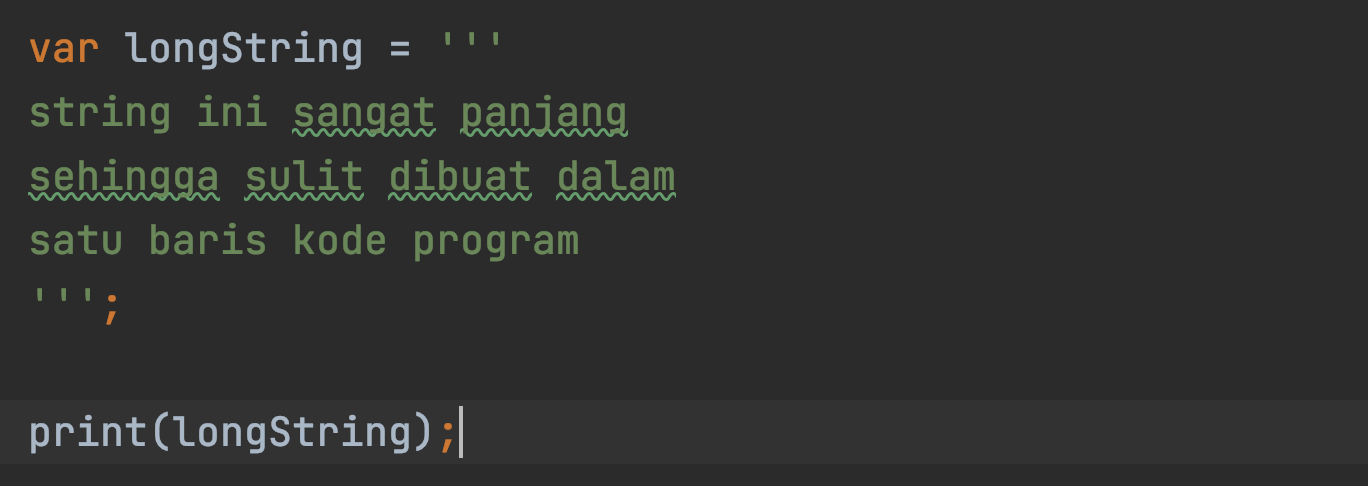 var longString = '''
string ini sangat panjang
sehingga sulit dibuat dalam
satu baris kode program
''';
print(longString);